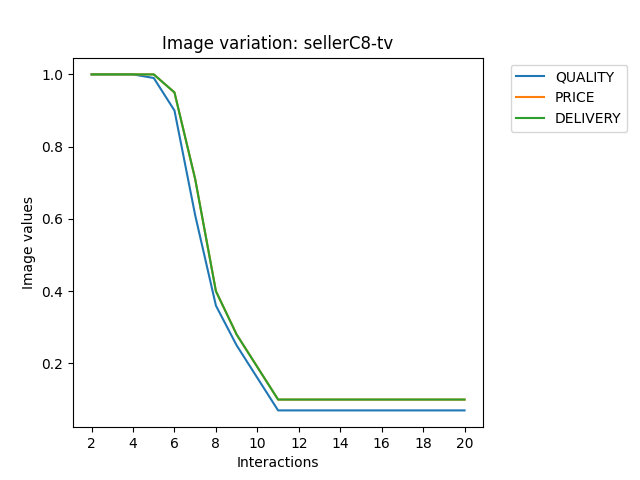 Image variation: sellerC8-tv
QUALITY
PRICE
DELIVERY
Image values
1.0
0.8
0.6
0.4
0.2
2 4 6 8 10 12 14 16 18 20
Interactions